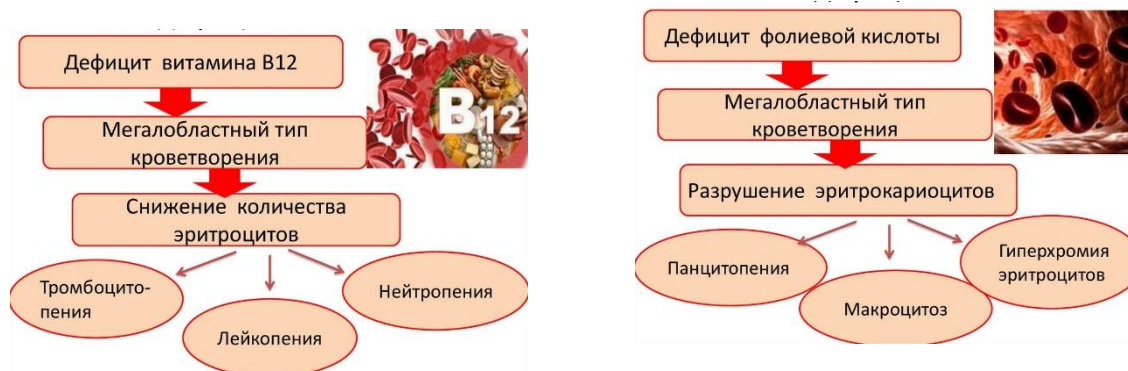 Дефицит витамина В12
B12
Мегалобластный тип
кроветворения
Снижение количества
эритроцитов
Тромбоцито-
пения
Лейкопения
Нейтропения
Дефицит фолиевой кислоты
Мегалобластный тип
кроветворения
Разрушение эритрокариоцитов
Панцитопения
Макроцитоз
Гиперхромия
эритроцитов